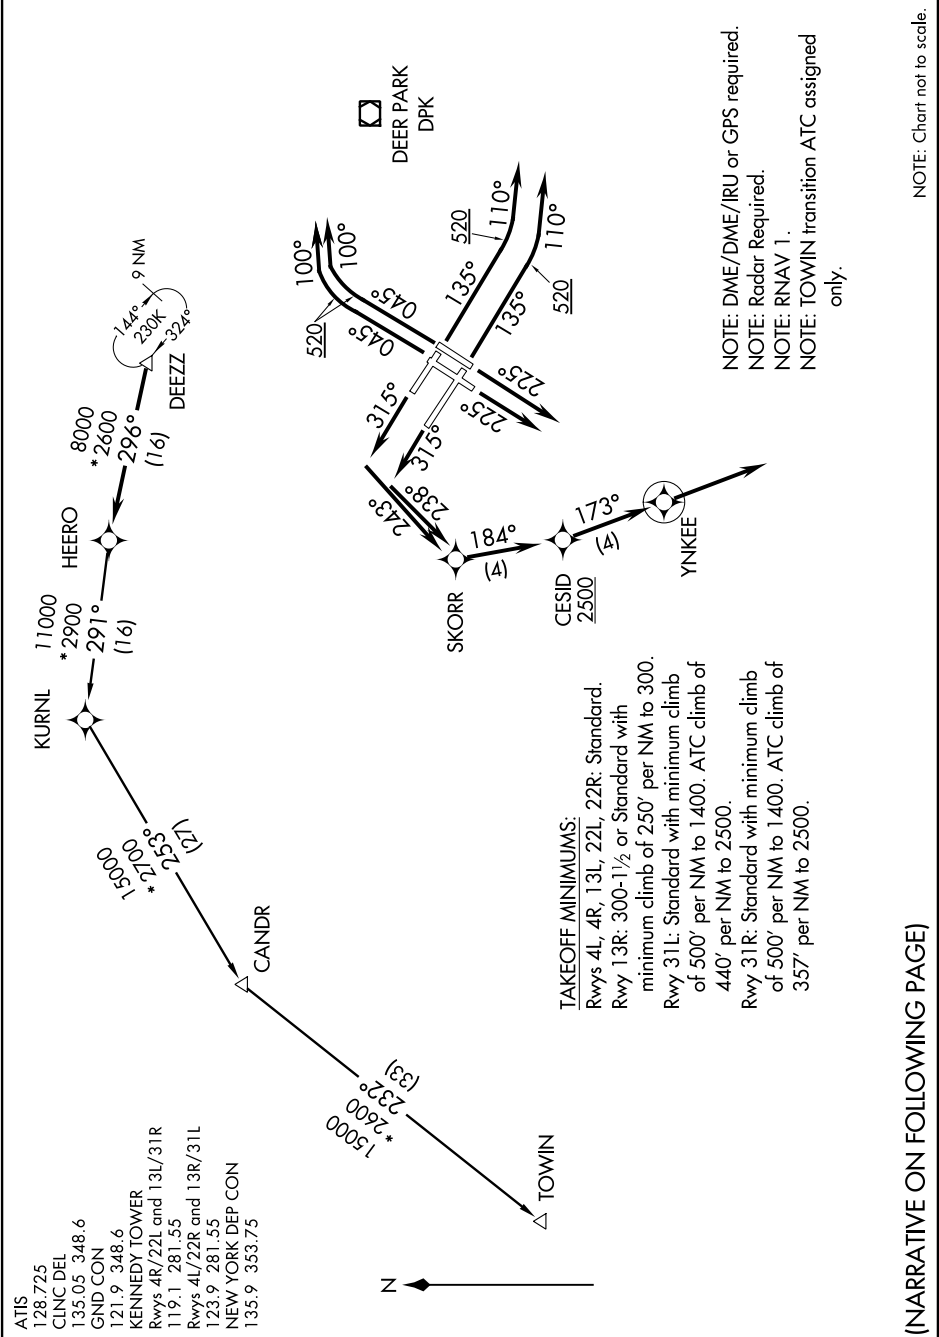 ATIS
128.725
CLNC DEL
135.05 348.6
GND CON
121.9 348.6
KENNEDY TOWER
Rwys 4R/22L and 13L/31R
119.1 281.55
Rwys 4L/22R and 13R/31L
123.9 281.55
NEW YORK DEP CON
135.9 353.75
N
TOWIN
15000
*2600
232°
(33)
CANDR
15000
*2700
253°
(27)
KURNL
11000
*2900
291°
(16)
HEERO
8000
*2600
296°
(16)
DEEZZ
144°
230K
324°
9 NM
DEER PARK
DPK
100°
100°
520
045°
045°
520
135°
110°
135°
110°
520
315°
315°
225°
225°
243°
238°
SKORR
184°
(4)
CESID
2500
173°
(4)
YNKEE
TAKEOFF MINIMUMS:
Rwys 4L, 4R, 13L, 22L, 22R: Standard.
Rwy 13R: 300-1½ or Standard with
minimum climb of 250' per NM to 300.
Rwy 31L: Standard with minimum climb
of 500' per NM to 1400. ATC climb of
440' per NM to 2500.
Rwy 31R: Standard with minimum climb
of 500' per NM to 1400. ATC climb of
357' per NM to 2500.
NOTE: DME/DME/IRU or GPS required.
NOTE: Radar Required.
NOTE: RNAV 1.
NOTE: TOWIN transition ATC assigned
only.
(NARRATIVE ON FOLLOWING PAGE)
NOTE: Chart not to scale.